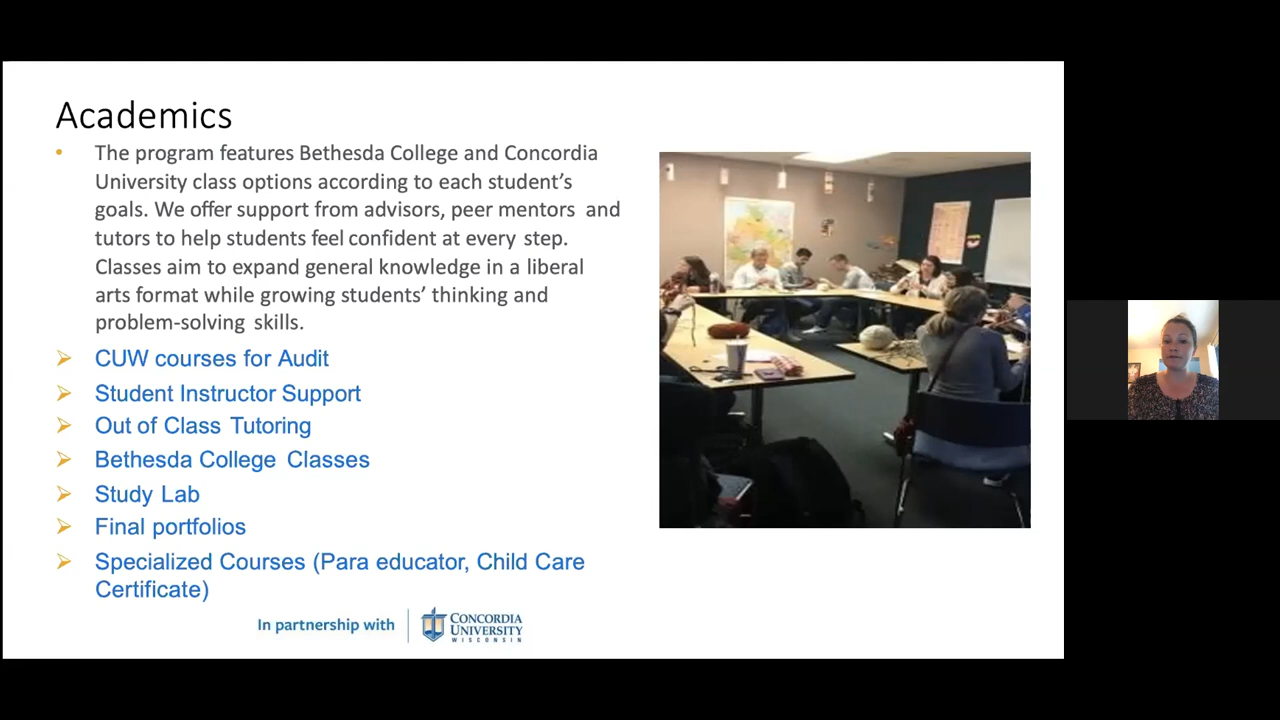 Academics
• The program features Bethesda College and Concordia
University class options according to each student's
goals. We offer support from advisors, peer mentors and
tutors to help students feel confident at every step.
Classes aim to expand general knowledge in a liberal
arts format while growing students' thinking and
problem-solving skills.
➢ CUW courses for Audit
➢ Student Instructor Support
➢ Out of Class Tutoring
➢ Bethesda College Classes
➢ Study Lab
➢ Final portfolios
➢ Specialized Courses (Para educator, Child Care
Certificate)
In partnership with
CONCORDIA
UNIVERSITY
WISCONSIN